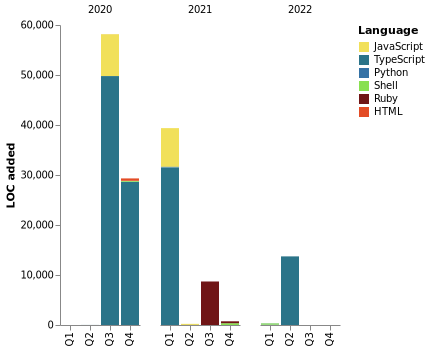 2020
2021
2022
60,000
50,000
40,000
30,000
20,000
10,000
0
LOC added
Q1
Q2
Q3
Q4
Q1
Q2
Q3
Q4
Q1
Q2
Q3
Q4
Language
JavaScript
TypeScript
Python
Shell
Ruby
HTML